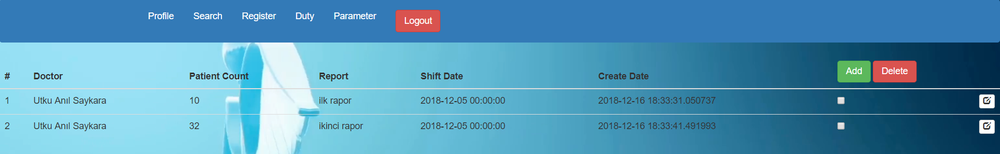 Profile Search Register Duty Parameter Logout
# Doctor Patient Count Report Shift Date Create Date Add Delete
1 Utku Anıl Saykara 10 ilk rapor 2018-12-05 00:00:00 2018-12-16 18:33:31.050737
2 Utku Anıl Saykara 32 ikinci rapor 2018-12-05 00:00:00 2018-12-16 18:33:41.491993